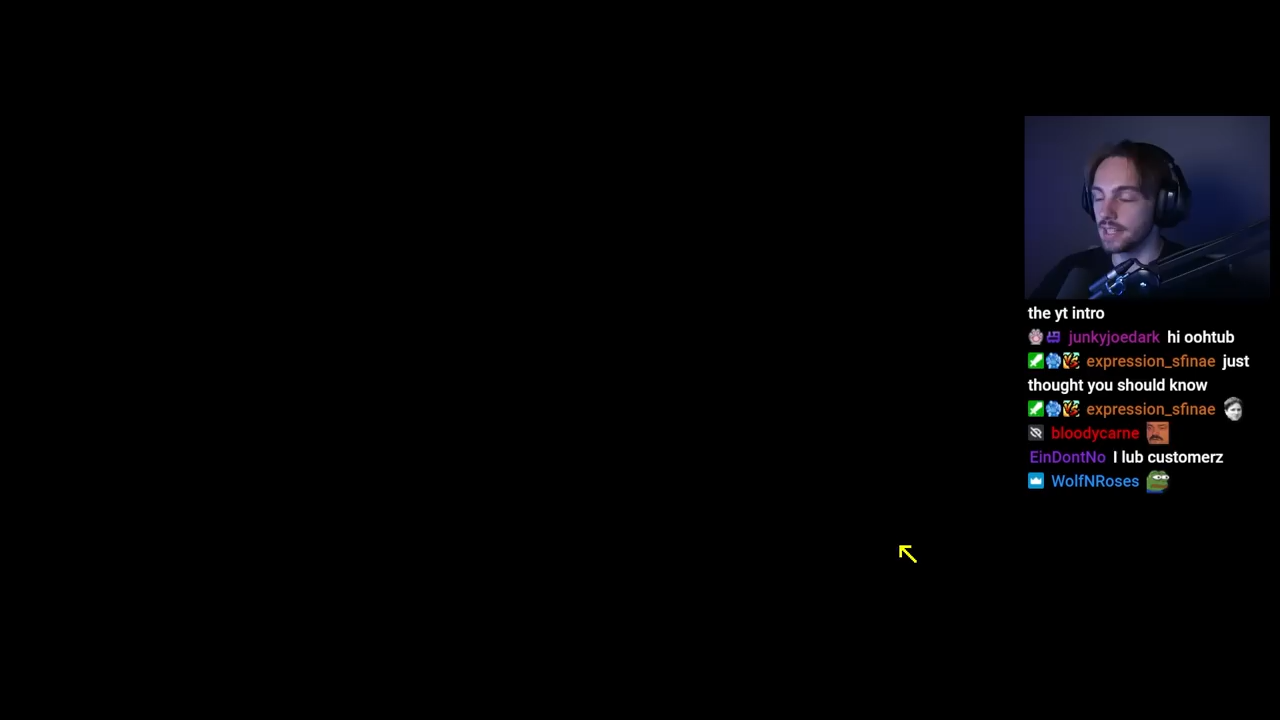 the yt intro
junkyjoedark hi oohtub
expression_sfinae just
thought you should know
expression_sfinae
bloodycarne
EinDontNo I lub customerz
WolfNRoses